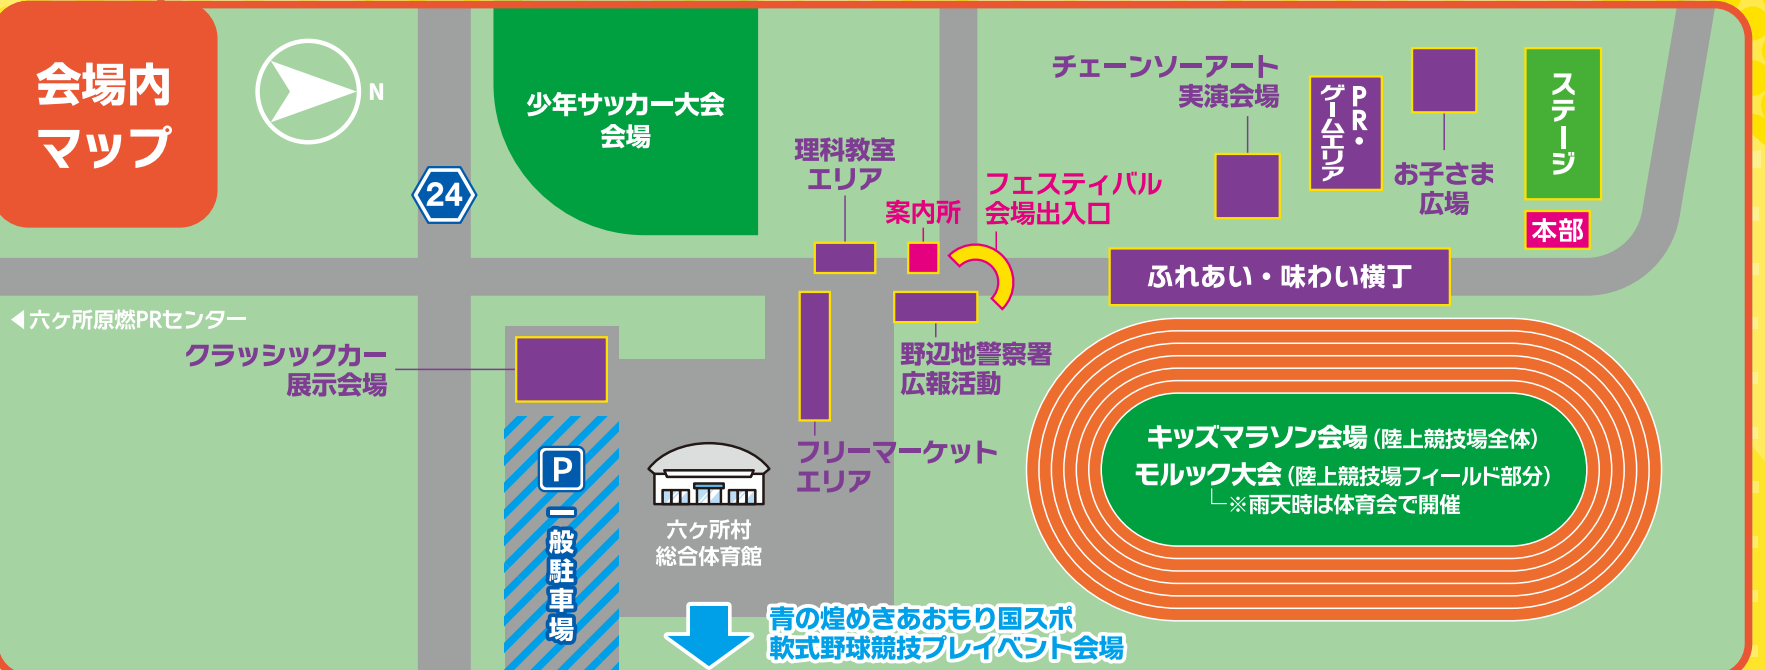 会場内
マップ
N
24
少年サッカー大会
会場
理科教室
エリア
案内所
フェスティバル
会場出入口
チェーンソーアート
実演会場
PR・
ゲームエリア
お子さま
広場
ステージ
本部
ふれあい・味わい横丁
◀六ヶ所原燃PRセンター
クラッシックカー
展示会場
野辺地警察署
広報活動
フリーマーケット
エリア
P
一般駐車場
六ヶ所村
総合体育館
キッズマラソン会場（陸上競技場全体）
モルック大会（陸上競技場フィールド部分）
※雨天時は体育会で開催
青の煌めきあおもり国スポ
軟式野球競技プレイベント会場